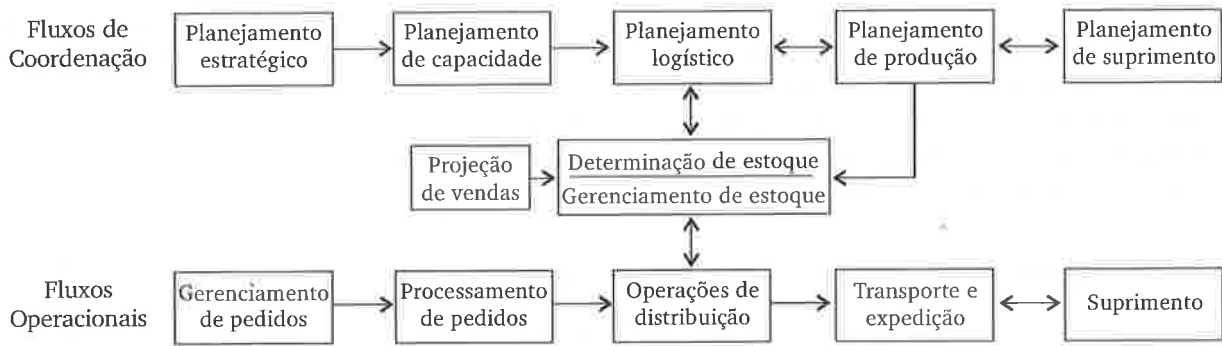 Fluxos de
Coordenação
Planejamento
estratégico
Planejamento
de capacidade
Planejamento
logístico
Planejamento
de produção
Planejamento
de suprimento
Projeção
de vendas
Determinação de estoque
Gerenciamento de estoque
Fluxos
Operacionais
Gerenciamento
de pedidos
Processamento
de pedidos
Operações de
distribuição
Transporte e
expedição
Suprimento